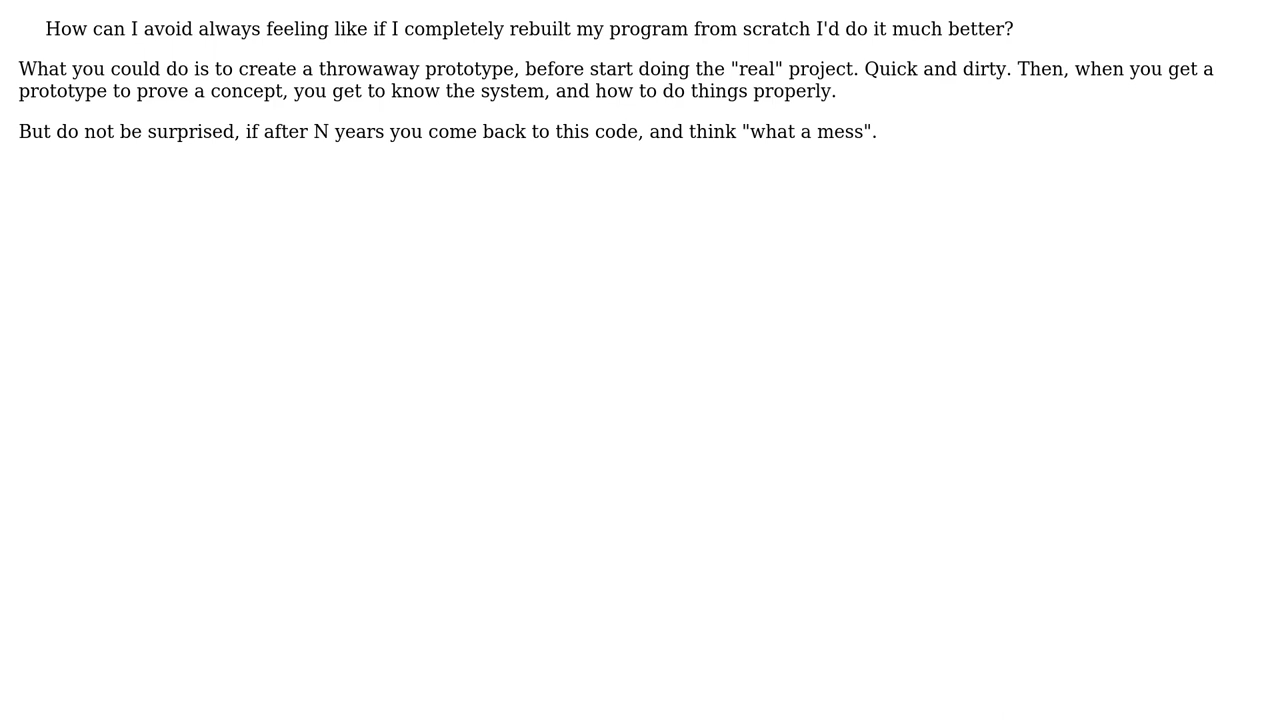 How can I avoid always feeling like if I completely rebuilt my program from scratch I'd do it much better?
What you could do is to create a throwaway prototype, before start doing the "real" project. Quick and dirty. Then, when you get a
prototype to prove a concept, you get to know the system, and how to do things properly.
But do not be surprised, if after N years you come back to this code, and think "what a mess".